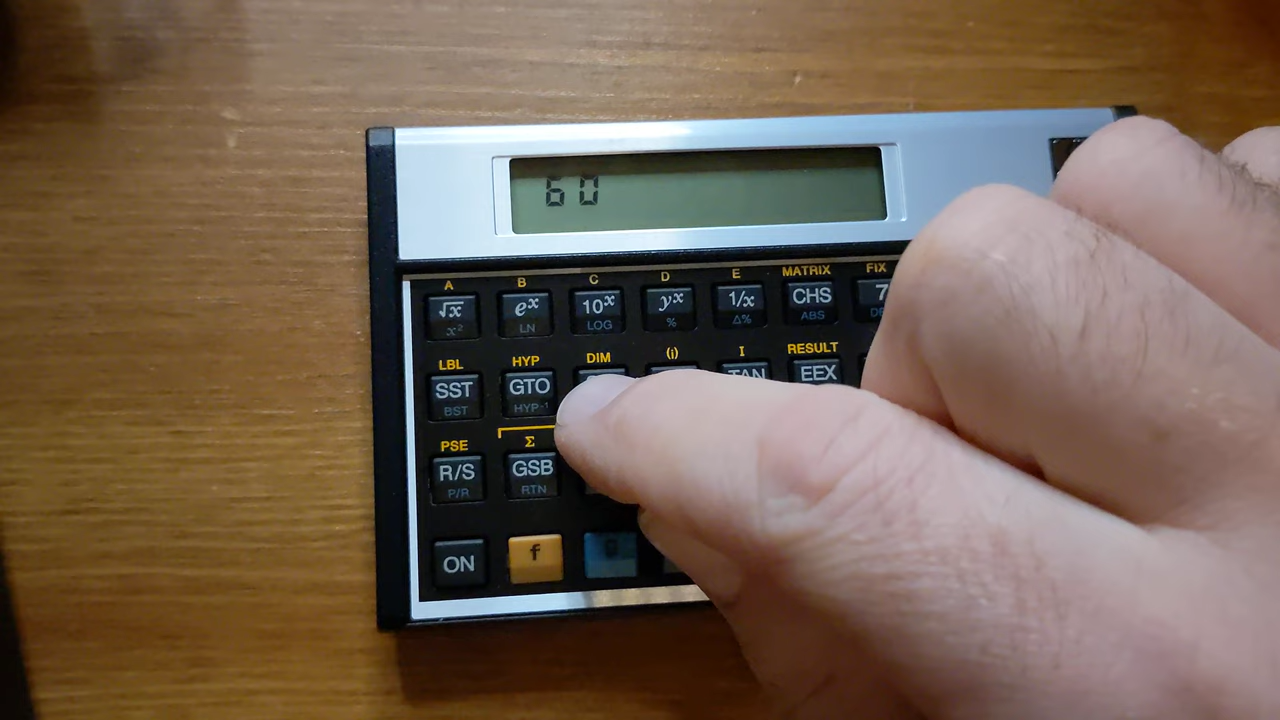 60
A B C D E MATRIX FIX
√x eˣ 10ˣ yˣ 1/x CHS 7
x² LN LOG % Δ% ABS
LBL HYP DIM (i) I RESULT
SST GTO TAN EEX
BST HYP-1
PSE Σ
R/S GSB
P/R RTN
ON f